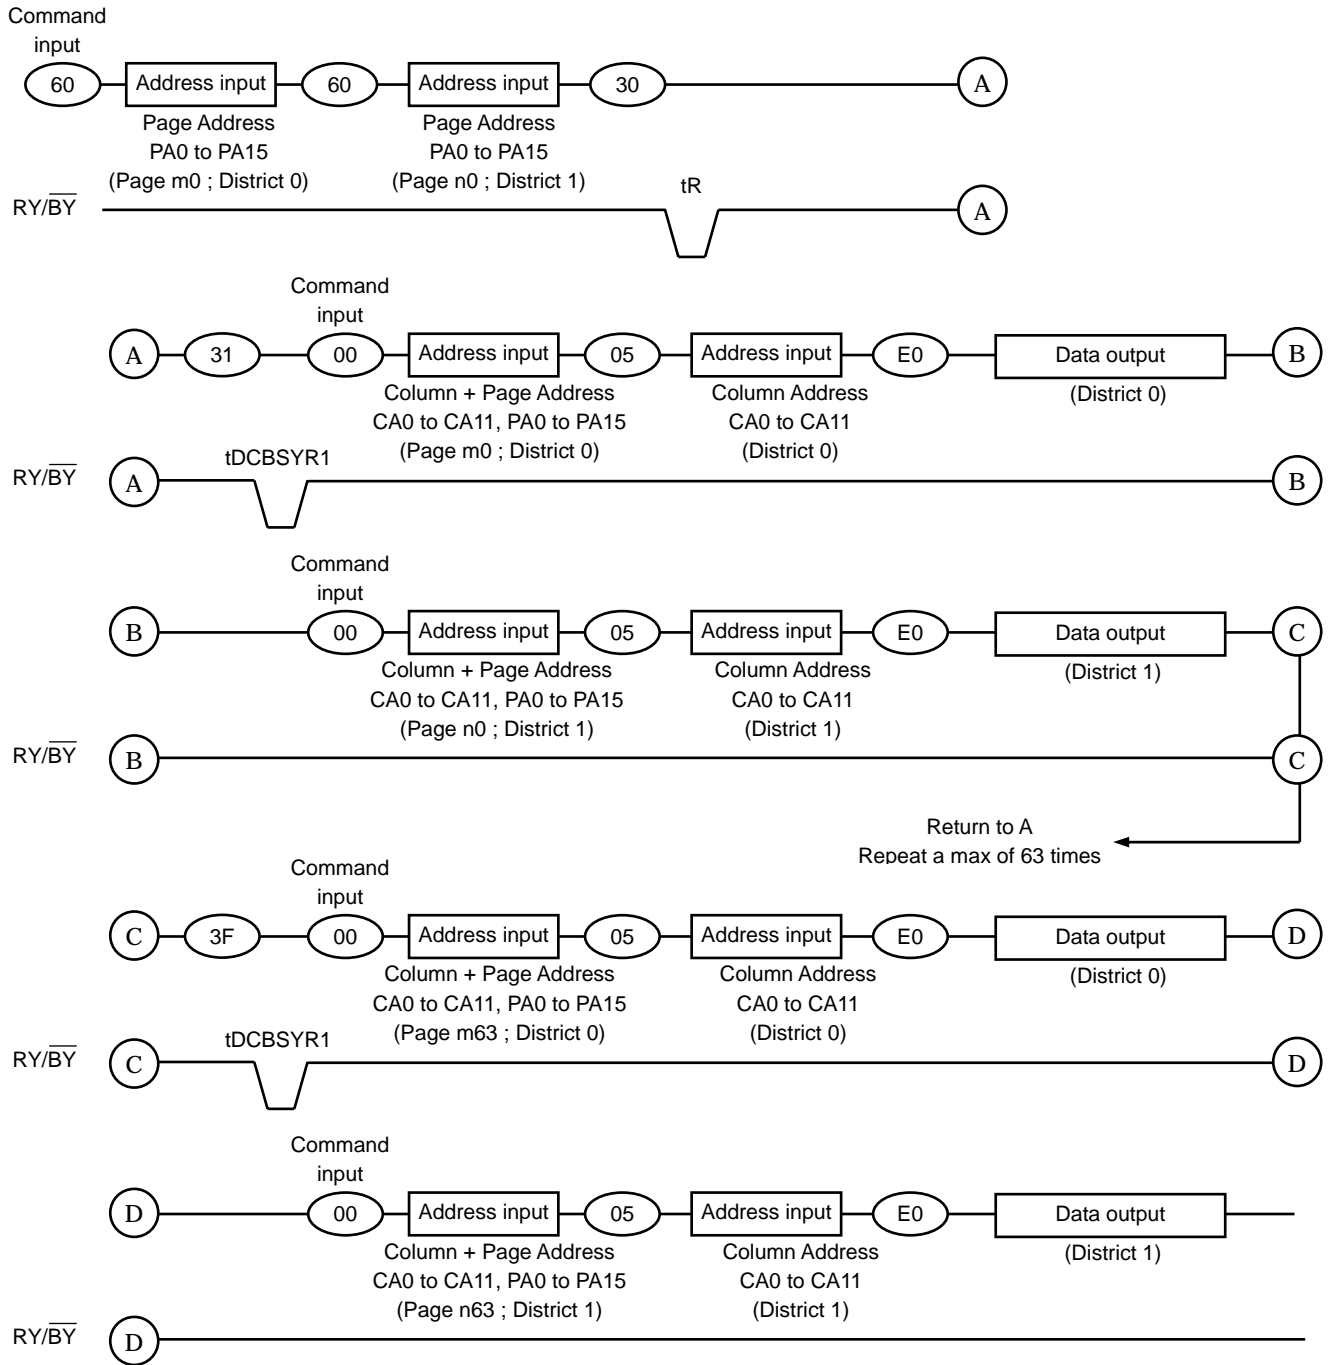 Command
input
60 Address input 60 Address input 30 A
Page Address Page Address
PA0 to PA15 PA0 to PA15
(Page m0 ; District 0) (Page n0 ; District 1)
tR
RY/BY A
Command
input
A 31 00 Address input 05 Address input E0 Data output B
Column + Page Address Column Address (District 0)
CA0 to CA11, PA0 to PA15 CA0 to CA11
(Page m0 ; District 0) (District 0)
tDCBSYR1
RY/BY A B
Command
input
B 00 Address input 05 Address input E0 Data output C
Column + Page Address Column Address (District 1)
CA0 to CA11, PA0 to PA15 CA0 to CA11
(Page n0 ; District 1) (District 1)
RY/BY B C
Return to A
Repeat a max of 63 times
Command
input
C 3F 00 Address input 05 Address input E0 Data output D
Column + Page Address Column Address (District 0)
CA0 to CA11, PA0 to PA15 CA0 to CA11
(Page m63 ; District 0) (District 0)
tDCBSYR1
RY/BY C D
Command
input
D 00 Address input 05 Address input E0 Data output
Column + Page Address Column Address (District 1)
CA0 to CA11, PA0 to PA15 CA0 to CA11
(Page n63 ; District 1) (District 1)
RY/BY D